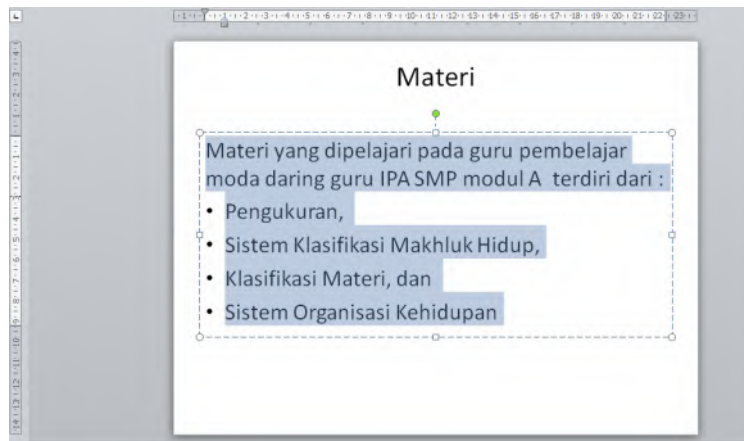 Materi
Materi yang dipelajari pada guru pembelajar
moda daring guru IPA SMP modul A terdiri dari :
• Pengukuran,
• Sistem Klasifikasi Makhluk Hidup,
• Klasifikasi Materi, dan
• Sistem Organisasi Kehidupan